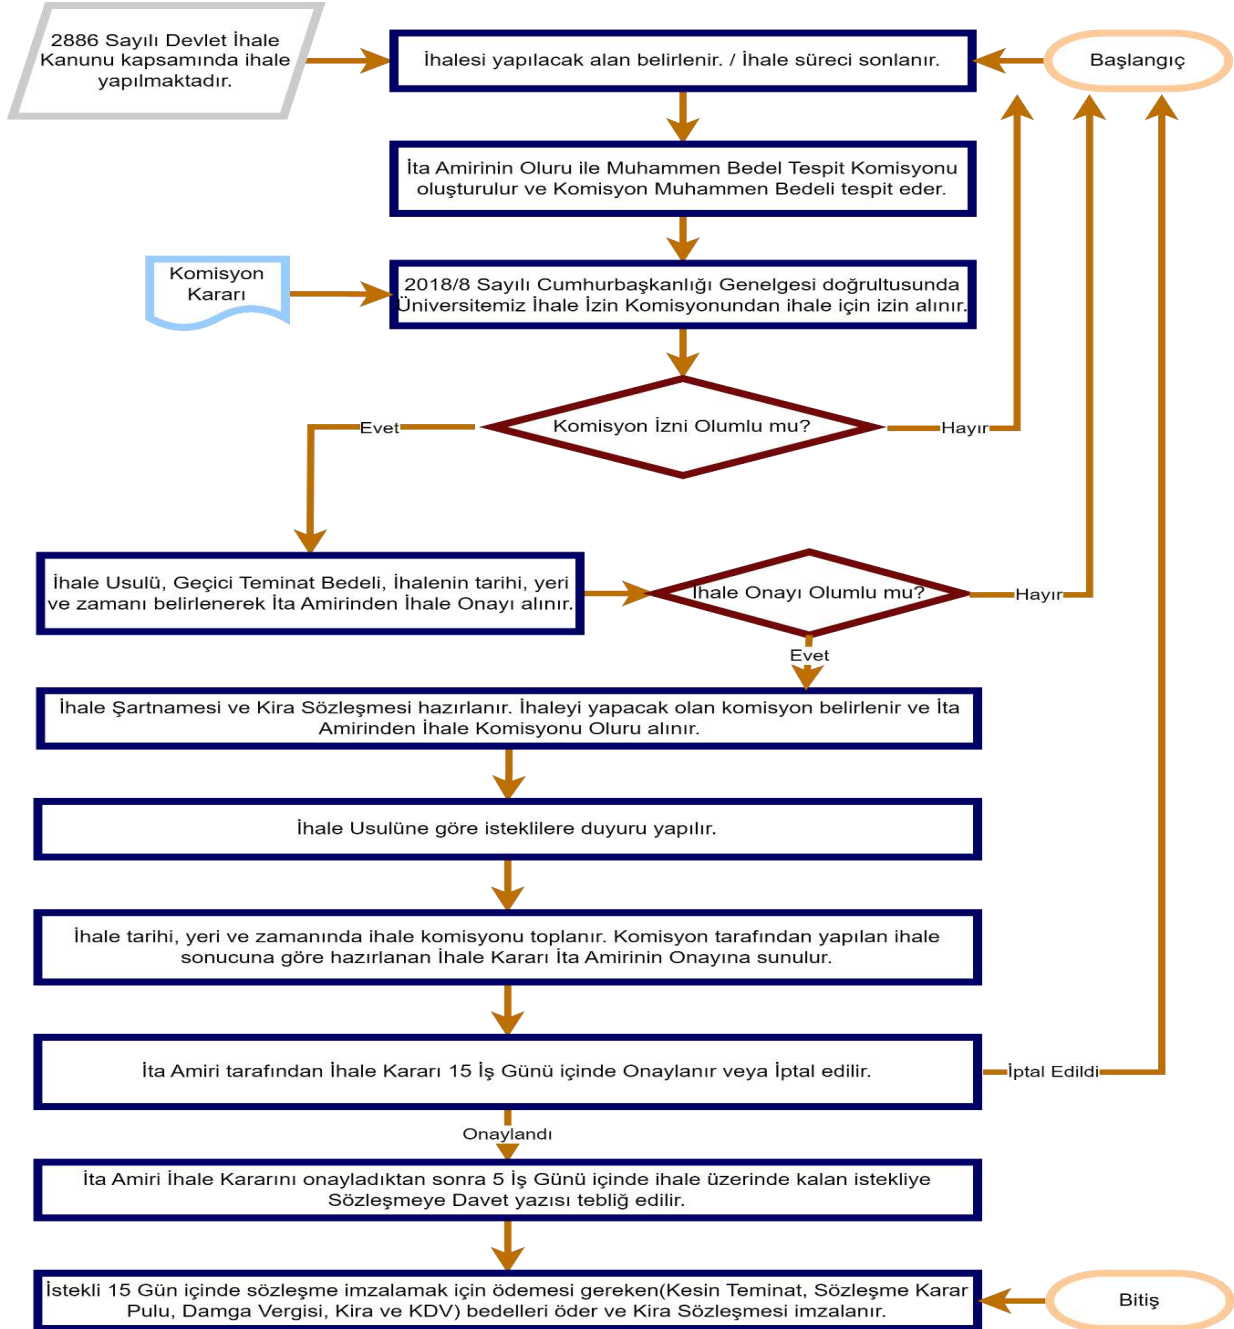 2886 Sayılı Devlet İhale
Kanunu kapsamında ihale
yapılmaktadır.
İhalesi yapılacak alan belirlenir. / İhale süreci sonlanır.
Başlangıç
İta Amirinin Oluru ile Muhammen Bedel Tespit Komisyonu
oluşturulur ve Komisyon Muhammen Bedeli tespit eder.
Komisyon
Kararı
2018/8 Sayılı Cumhurbaşkanlığı Genelgesi doğrultusunda
Üniversitemiz İhale İzin Komisyonundan ihale için izin alınır.
Komisyon İzni Olumlu mu?
Evet
Hayır
İhale Usulü, Geçici Teminat Bedeli, İhalenin tarihi, yeri
ve zamanı belirlenerek İta Amirinden İhale Onayı alınır.
İhale Onayı Olumlu mu?
Hayır
Evet
İhale Şartnamesi ve Kira Sözleşmesi hazırlanır. İhaleyi yapacak olan komisyon belirlenir ve İta
Amirinden İhale Komisyonu Oluru alınır.
İhale Usulüne göre isteklilere duyuru yapılır.
İhale tarihi, yeri ve zamanında ihale komisyonu toplanır. Komisyon tarafından yapılan ihale
sonucuna göre hazırlanan İhale Kararı İta Amirinin Onayına sunulur.
İta Amiri tarafından İhale Kararı 15 İş Günü içinde Onaylanır veya İptal edilir.
İptal Edildi
Onaylandı
İta Amiri İhale Kararını onayladıktan sonra 5 İş Günü içinde ihale üzerinde kalan istekliye
Sözleşmeye Davet yazısı tebliğ edilir.
İstekli 15 Gün içinde sözleşme imzalamak için ödemesi gereken(Kesin Teminat, Sözleşme Karar
Pulu, Damga Vergisi, Kira ve KDV) bedelleri öder ve Kira Sözleşmesi imzalanır.
Bitiş